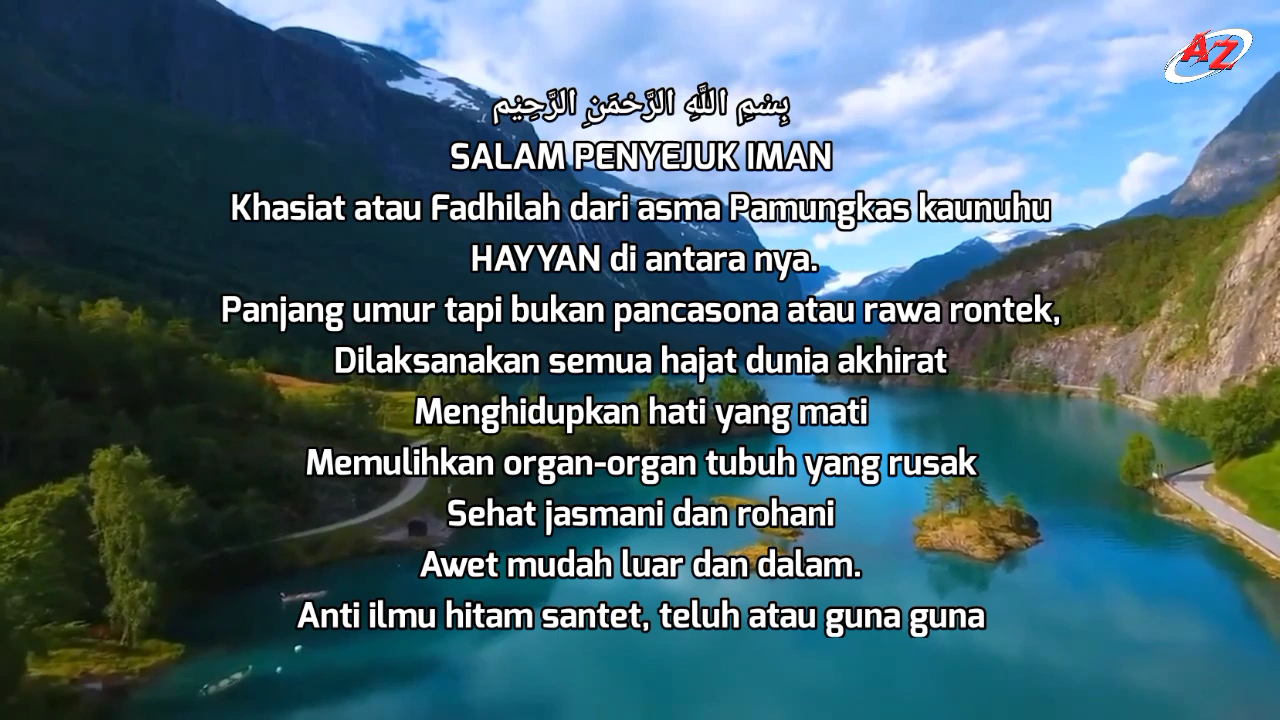 AZ
بِسْمِ اللَّهِ الرَّحْمَنِ الرَّحِيْم
SALAM PENYEJUK IMAN
Khasiat atau Fadhilah dari asma Pamungkas kaunuhu
HAYYAN di antara nya.
Panjang umur tapi bukan pancasona atau rawa rontek,
Dilaksanakan semua hajat dunia akhirat
Menghidupkan hati yang mati
Memulihkan organ-organ tubuh yang rusak
Sehat jasmani dan rohani
Awet mudah luar dan dalam.
Anti ilmu hitam santet, teluh atau guna guna